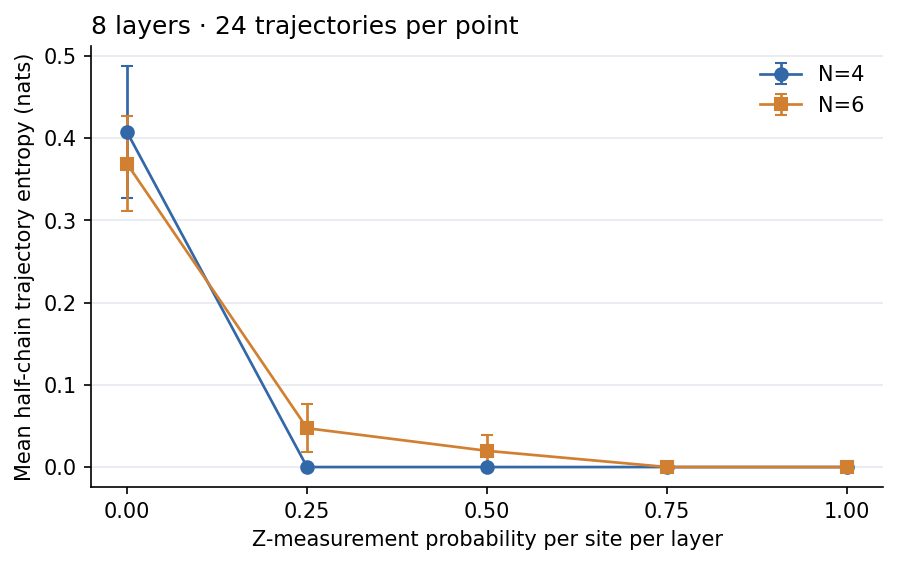 8 layers · 24 trajectories per point
Mean half-chain trajectory entropy (nats)
0.5
0.4
0.3
0.2
0.1
0.0
N=4
N=6
0.00 0.25 0.50 0.75 1.00
Z-measurement probability per site per layer